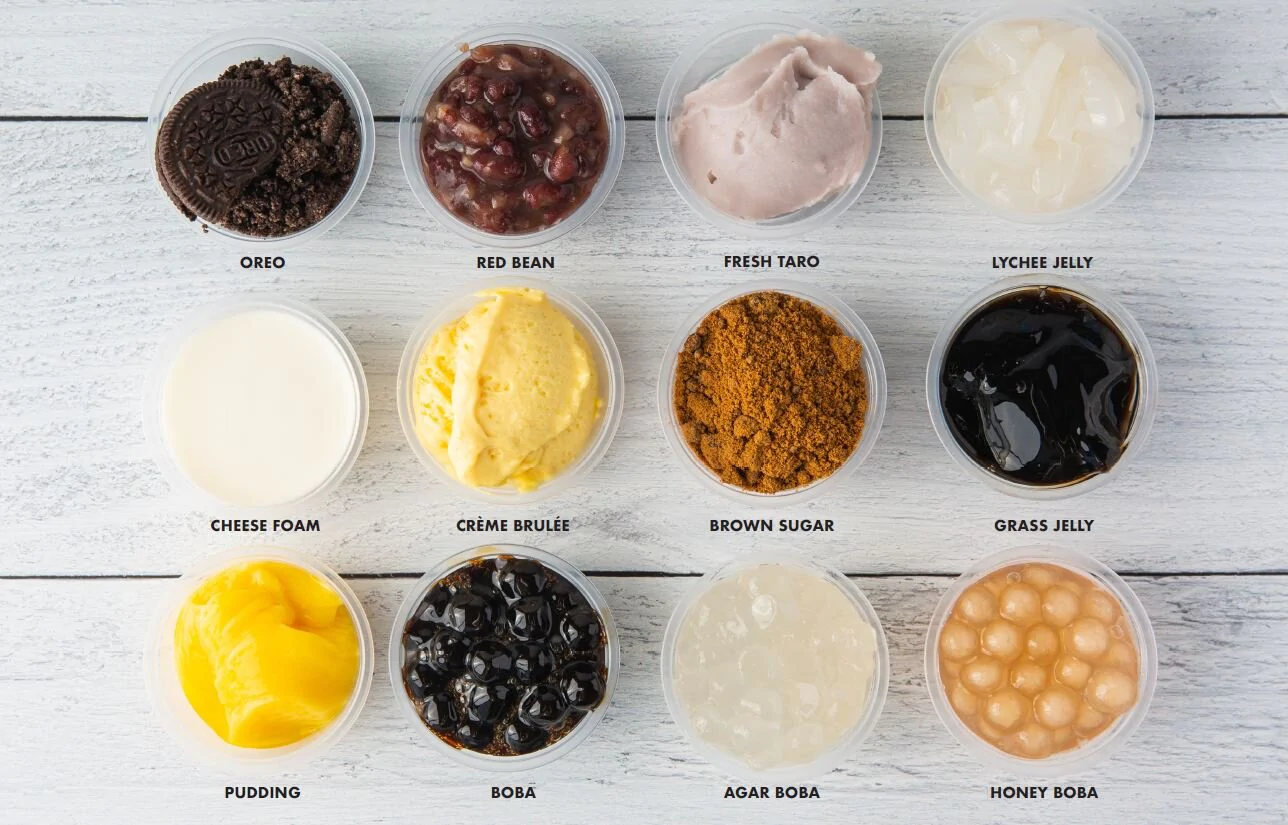 OREO
OREO
RED BEAN
FRESH TARO
LYCHEE JELLY
CHEESE FOAM
CRÈME BRULÉE
BROWN SUGAR
GRASS JELLY
PUDDING
BOBA
AGAR BOBA
HONEY BOBA